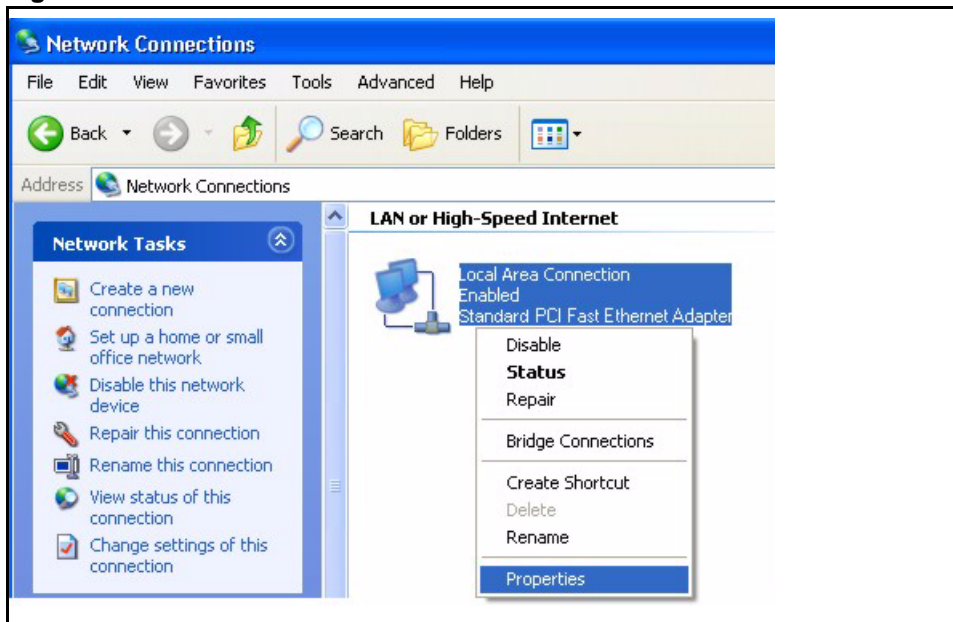 Network Connections
File Edit View Favorites Tools Advanced Help
Back Search Folders
Address Network Connections
Network Tasks
Create a new
connection
Set up a home or small
office network
Disable this network
device
Repair this connection
Rename this connection
View status of this
connection
Change settings of this
connection
LAN or High-Speed Internet
Local Area Connection
Enabled
Standard PCI Fast Ethernet Adapter
Disable
Status
Repair
Bridge Connections
Create Shortcut
Delete
Rename
Properties